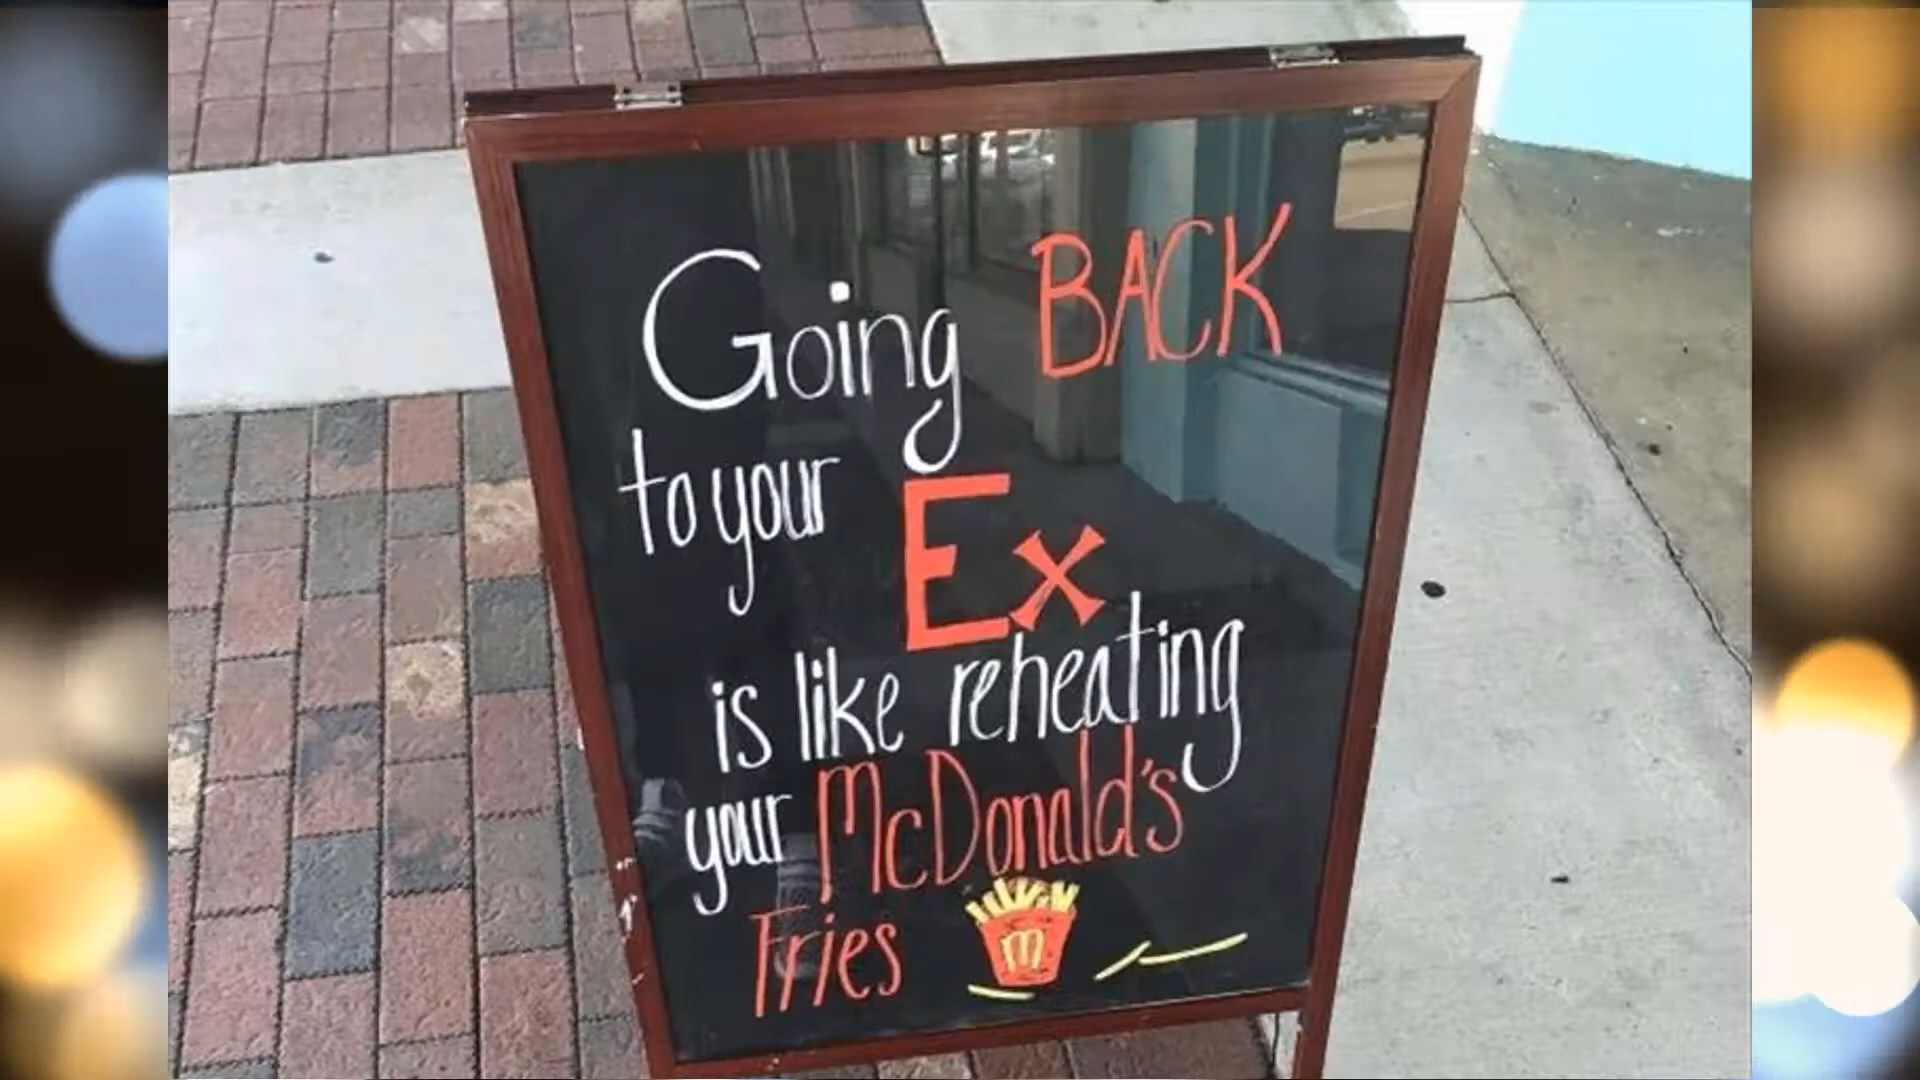 Going BACK
to your Ex
is like reheating
your McDonald's
Fries
m